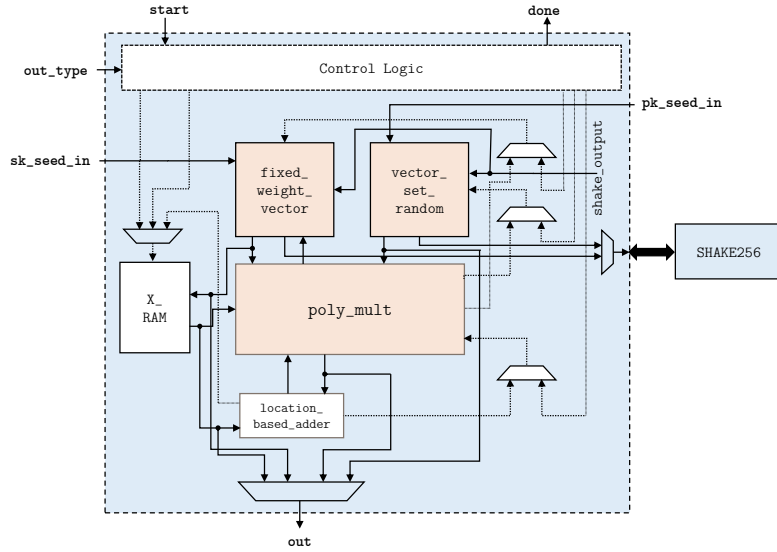 start
done
out_type
Control Logic
pk_seed_in
sk_seed_in
fixed_
weight_
vector
vector_
set_
random
shake_output
SHAKE256
X_
RAM
poly_mult
location_
based_adder
out